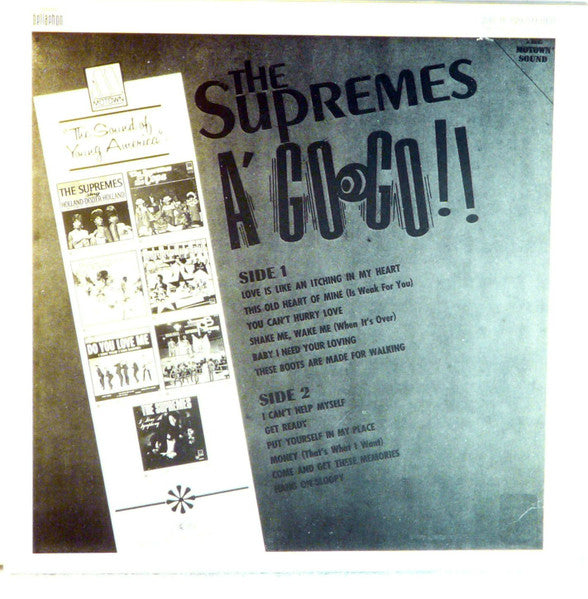 bellaphon
THE
MOTOWN
SOUND
THE
SUPREMES
A' GO GO!!
"The Sound of
Young America"
THE SUPREMES
sing
HOLLAND DOZIER HOLLAND
DO YOU LOVE ME
THE SUPREMES
I Hear a
Symphony
SIDE 1
LOVE IS LIKE AN ITCHING IN MY HEART
THIS OLD HEART OF MINE (Is Weak For You)
YOU CAN'T HURRY LOVE
SHAKE ME, WAKE ME (When It's Over)
BABY I NEED YOUR LOVING
THESE BOOTS ARE MADE FOR WALKING
SIDE 2
I CAN'T HELP MYSELF
GET READY
PUT YOURSELF IN MY PLACE
MONEY (That's What I Want)
COME AND GET THESE MEMORIES
HANG ON SLOOPY